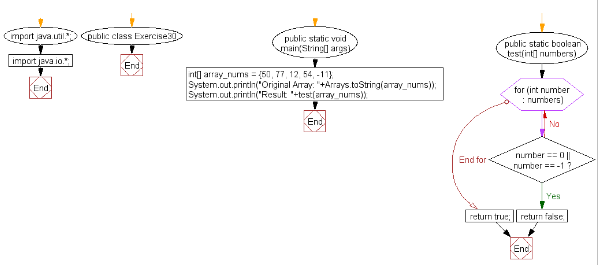 import java.util.*;
import java.io.*;
End
public class Exercise30
End
public static void
main(String[] args)
int[] array_nums = {50, 77, 12, 54, -11};
System.out.println("Original Array: "+Arrays.toString(array_nums));
System.out.println("Result: "+test(array_nums));
End
public static boolean
test(int[] numbers)
for (int number
: numbers)
No
End for
number == 0 ||
number == -1 ?
Yes
return true;
return false;
End